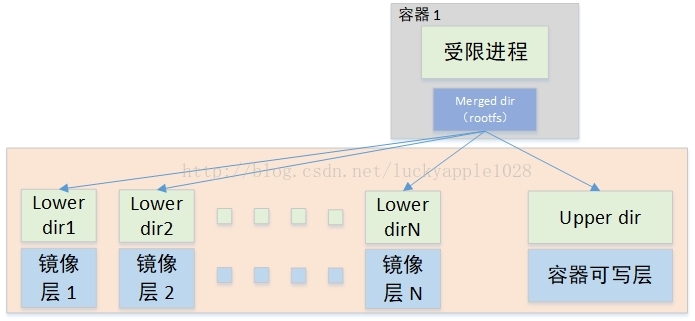 容器 1
受限进程
Merged dir
（rootfs）
http://blog.csdn.net/luckyapple1028
Lower
dir1
Lower
dir2
Lower
dirN
Upper dir
镜像
层 1
镜像
层 2
镜像
层 N
容器可写层